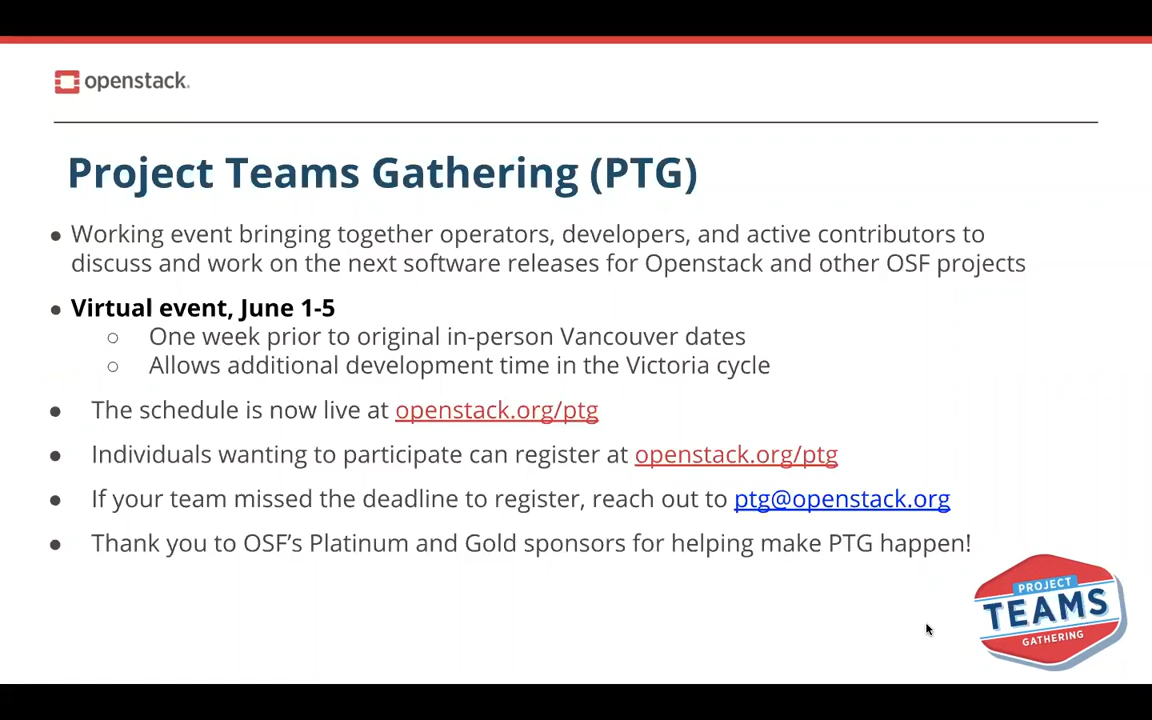 openstack.
Project Teams Gathering (PTG)
● Working event bringing together operators, developers, and active contributors to
discuss and work on the next software releases for Openstack and other OSF projects
● Virtual event, June 1-5
○ One week prior to original in-person Vancouver dates
○ Allows additional development time in the Victoria cycle
● The schedule is now live at openstack.org/ptg
● Individuals wanting to participate can register at openstack.org/ptg
● If your team missed the deadline to register, reach out to ptg@openstack.org
● Thank you to OSF’s Platinum and Gold sponsors for helping make PTG happen!
PROJECT
TEAMS
GATHERING